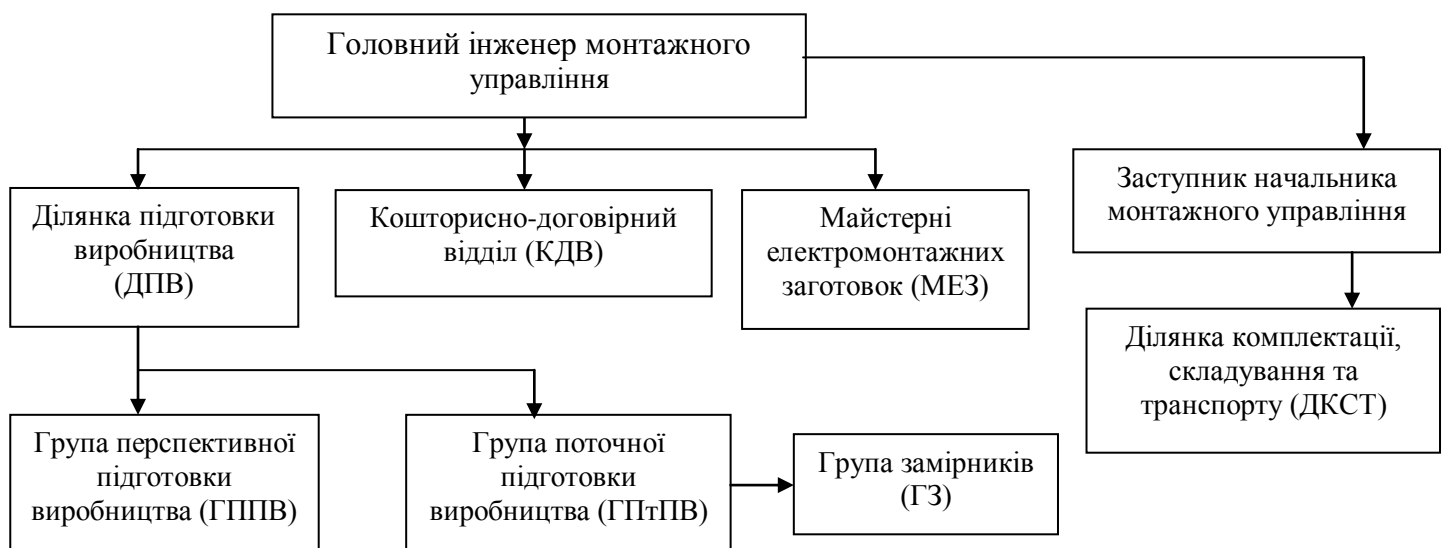 Головний інженер монтажного
управління
Заступник начальника
монтажного управління
Ділянка підготовки
виробництва
(ДПВ)
Кошторисно-договірний
відділ (КДВ)
Майстерні
електромонтажних
заготовок (МЕЗ)
Ділянка комплектації,
складування та
транспорту (ДКСТ)
Група перспективної
підготовки
виробництва (ГППВ)
Група поточної
підготовки
виробництва (ГПтПВ)
Група замірників
(ГЗ)